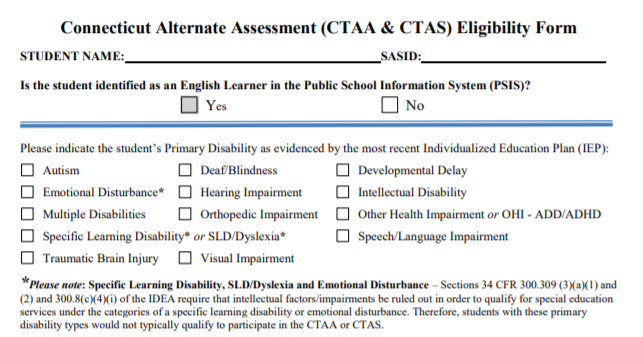 Connecticut Alternate Assessment (CTAA & CTAS) Eligibility Form
STUDENT NAME: SASID:
Is the student identified as an English Learner in the Public School Information System (PSIS)?
Yes No
Please indicate the student's Primary Disability as evidenced by the most recent Individualized Education Plan (IEP):
Autism Deaf/Blindness Developmental Delay
Emotional Disturbance* Hearing Impairment Intellectual Disability
Multiple Disabilities Orthopedic Impairment Other Health Impairment or OHI - ADD/ADHD
Specific Learning Disability* or SLD/Dyslexia* Speech/Language Impairment
Traumatic Brain Injury Visual Impairment
*Please note: Specific Learning Disability, SLD/Dyslexia and Emotional Disturbance – Sections 34 CFR 300.309 (3)(a)(1) and
(2) and 300.8(c)(4)(i) of the IDEA require that intellectual factors/impairments be ruled out in order to qualify for special education
services under the categories of a specific learning disability or emotional disturbance. Therefore, students with these primary
disability types would not typically qualify to participate in the CTAA or CTAS.